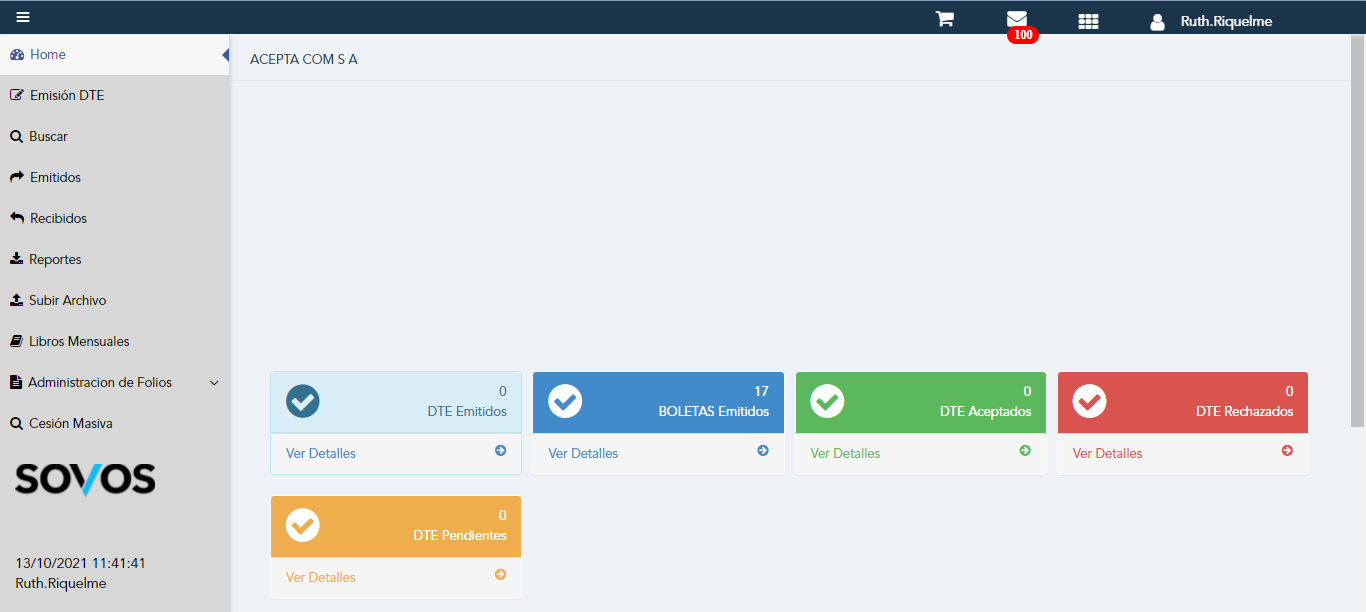 Ruth.Riquelme
100
Home
ACEPTA COM S A
Emisión DTE
Buscar
Emitidos
Recibidos
Reportes
Subir Archivo
Libros Mensuales
Administracion de Folios
Cesión Masiva
SOVOS
13/10/2021 11:41:41
Ruth.Riquelme
0
DTE Emitidos
Ver Detalles
17
BOLETAS Emitidos
Ver Detalles
0
DTE Aceptados
Ver Detalles
0
DTE Rechazados
Ver Detalles
0
DTE Pendientes
Ver Detalles